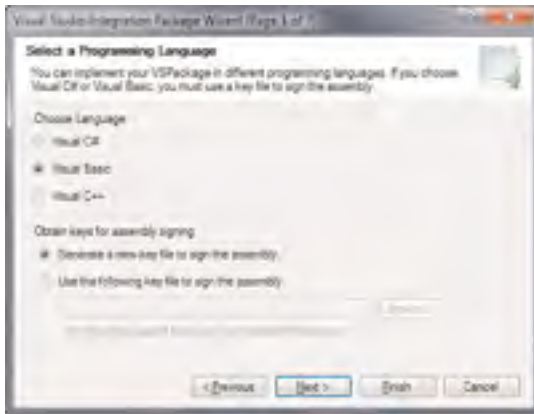 Visual Studio Integration Package Wizard (Page 1 of 7)
Select a Programming Language
You can implement your VSPackage in different programming languages. If you choose
Visual C# or Visual Basic, you must use a key file to sign the assembly.
Choose Language
Visual C#
Visual Basic
Visual C++
Obtain keys for assembly signing
Generate a new key file to sign the assembly.
Use the following key file to sign the assembly
Browse...
< Previous
Next >
Finish
Cancel